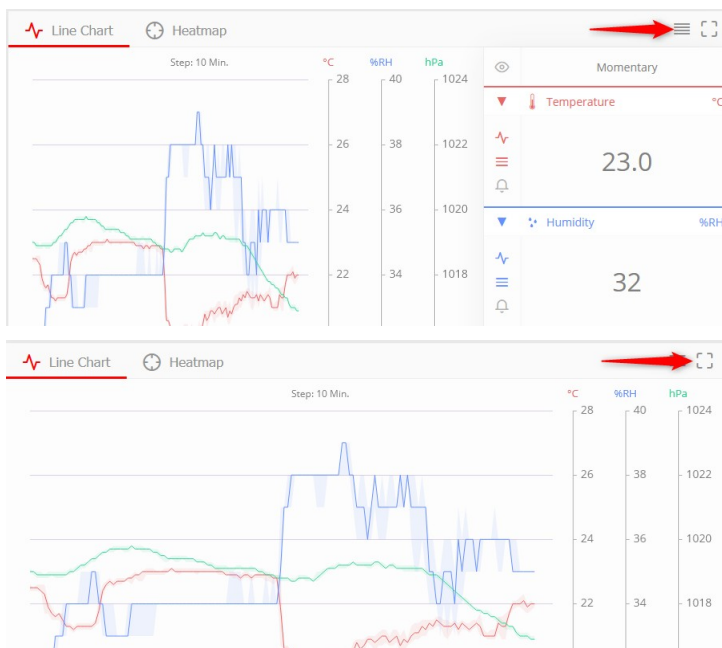 Line Chart Heatmap
Step: 10 Min. °C %RH hPa Momentary
28 40 1024
Temperature °C
26 38 1022
23.0
24 36 1020
Humidity %RH
22 34 1018
32
Line Chart Heatmap
Step: 10 Min. °C %RH hPa
28 40 1024
26 38 1022
24 36 1020
22 34 1018